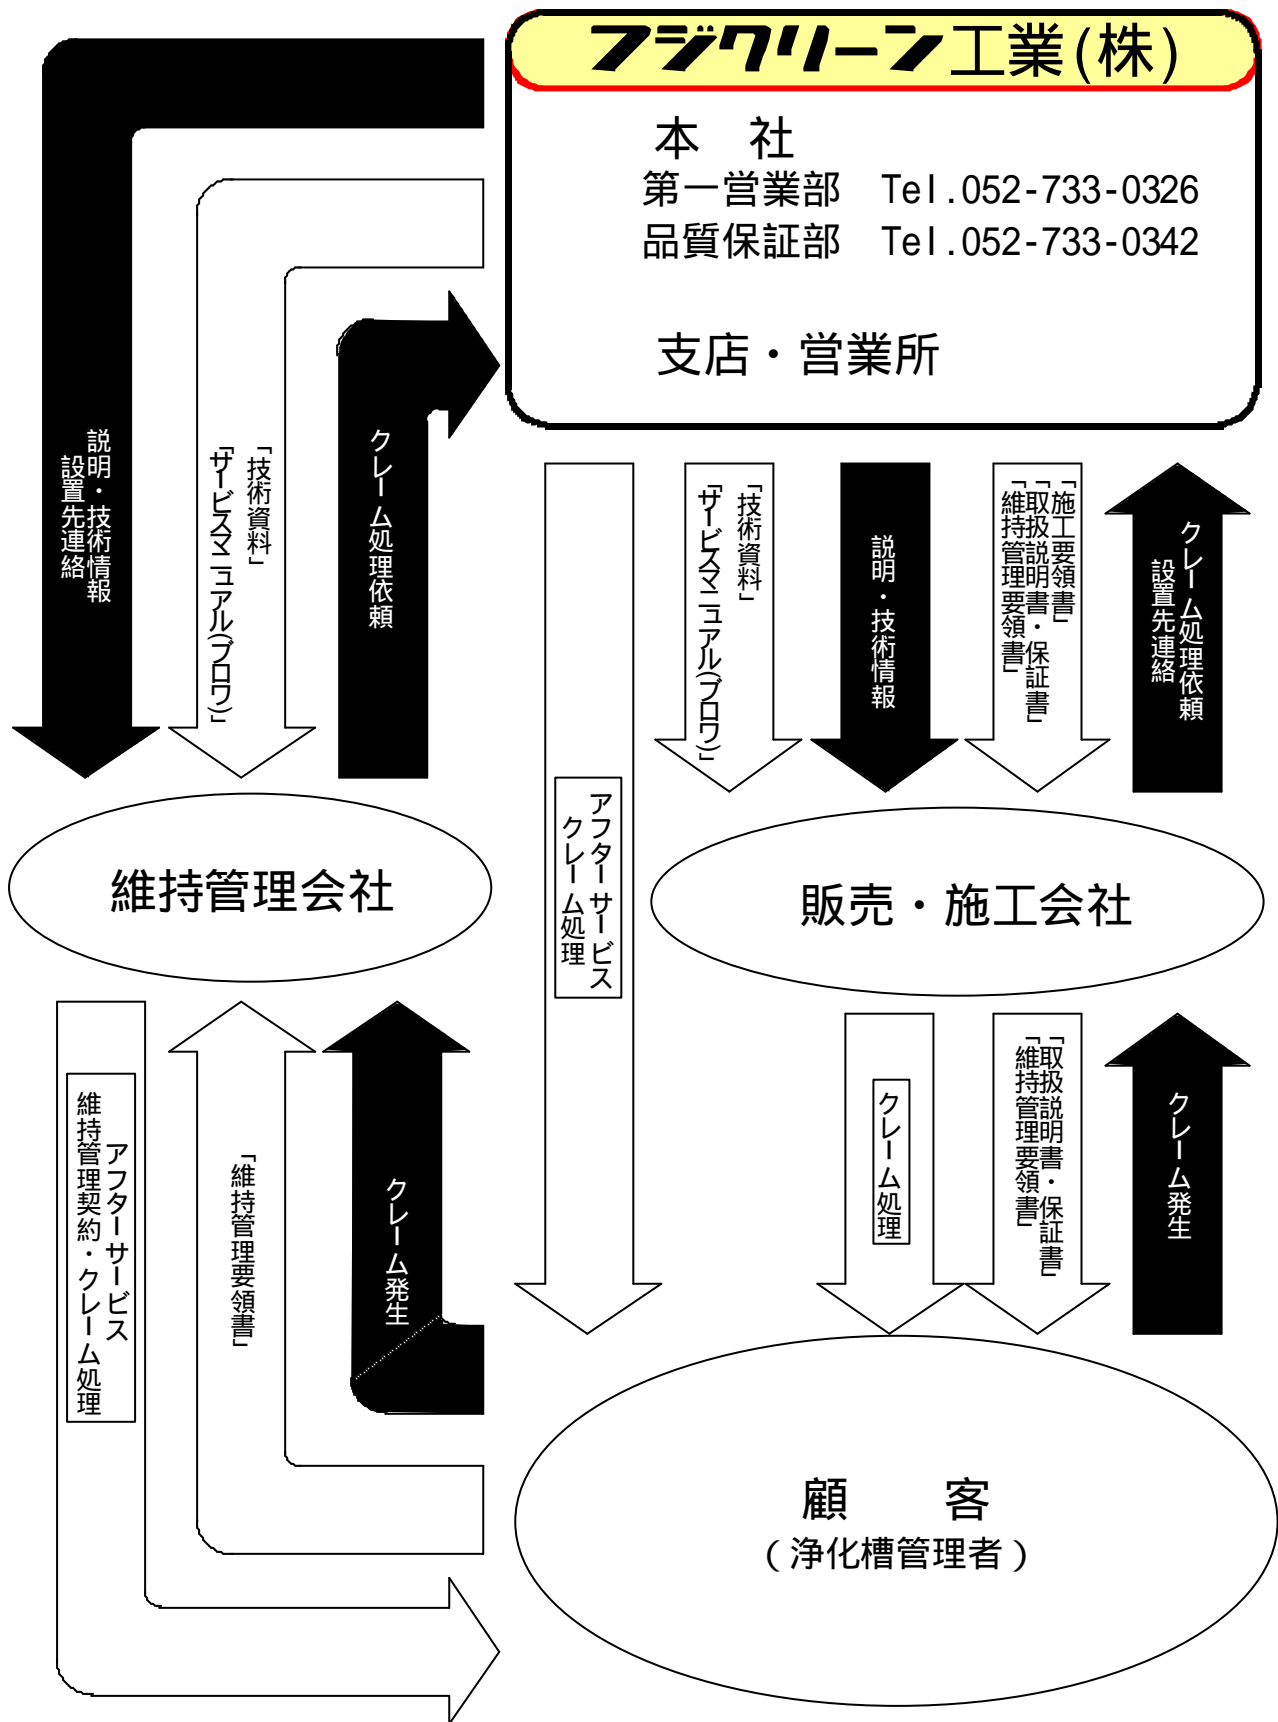 フジクリーン工業(株)
本　社
第一営業部　Tel.052-733-0326
品質保証部　Tel.052-733-0342
支店・営業所
説明・技術情報
設置先連絡
「技術資料」
「サービスマニュアル(ブロワ)」
クレーム処理依頼
アフターサービス
クレーム処理
「技術資料」
「サービスマニュアル(ブロワ)」
説明・技術情報
「施工要領書」
「取扱説明書・保証書」
「維持管理要領書」
クレーム処理依頼
設置先連絡
維持管理会社
販売・施工会社
アフターサービス
維持管理契約・クレーム処理
「維持管理要領書」
クレーム発生
クレーム処理
「取扱説明書・保証書」
「維持管理要領書」
クレーム発生
顧　客
(浄化槽管理者)